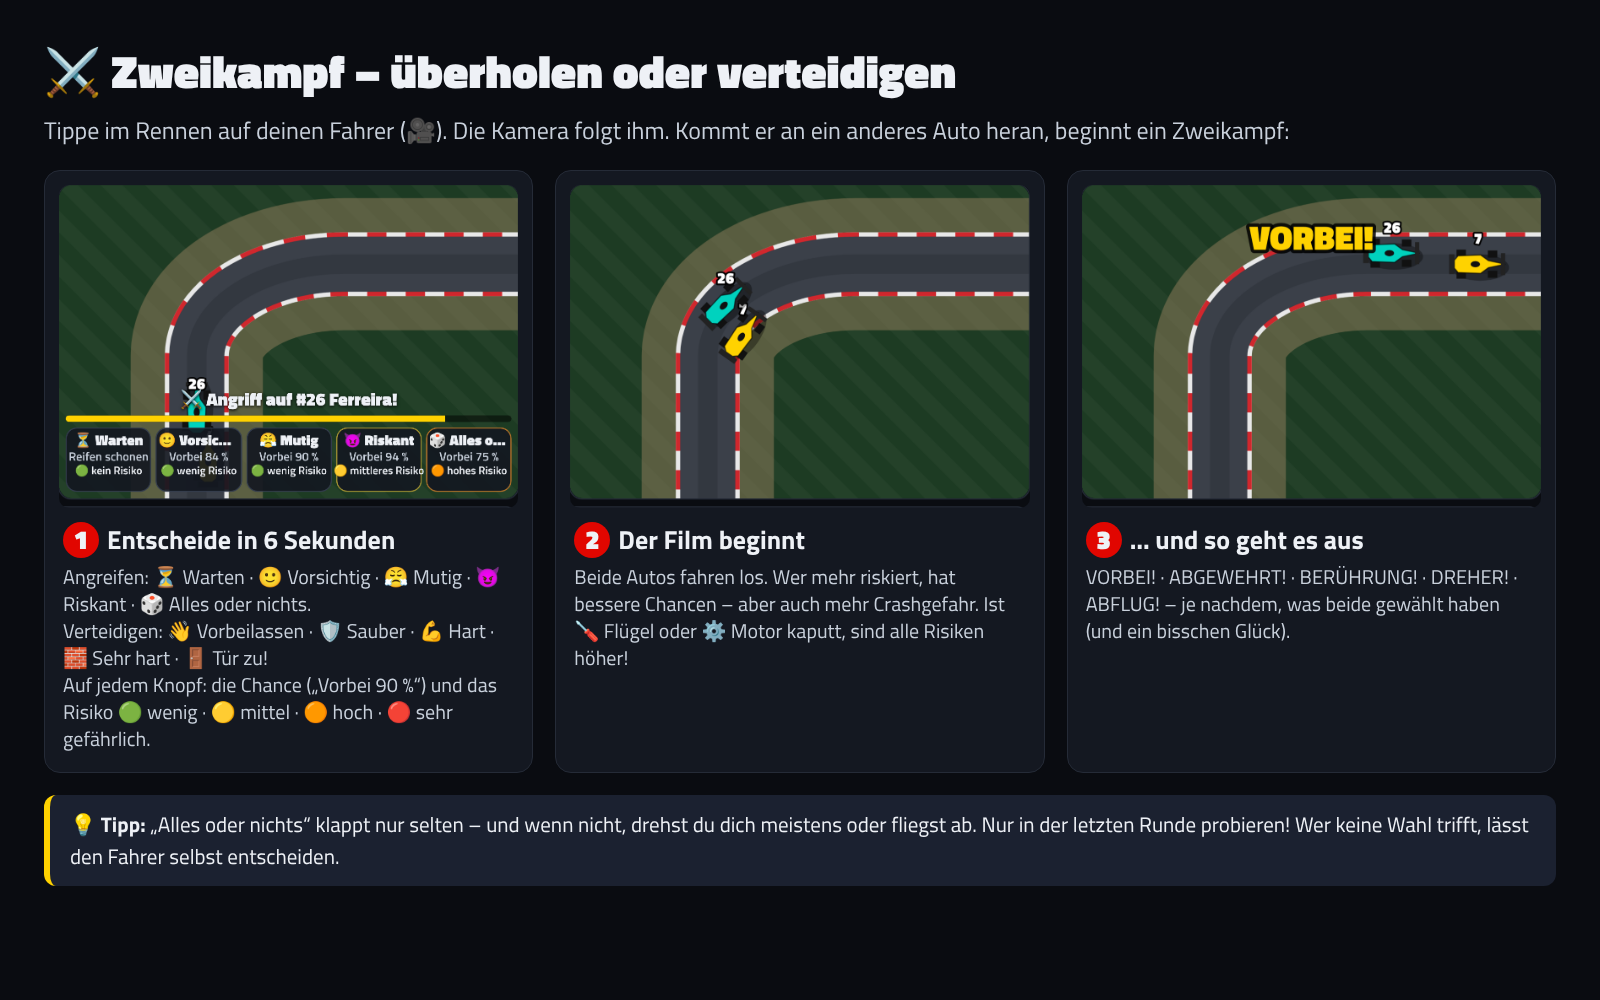 ⚔️ Zweikampf – überholen oder verteidigen
Tippe im Rennen auf deinen Fahrer (🎥). Die Kamera folgt ihm. Kommt er an ein anderes Auto heran, beginnt ein Zweikampf:
26
⚔️ Angriff auf #26 Ferreira!
⏳ Warten
Reifen schonen
🟢 kein Risiko
🙂 Vorsic...
Vorbei 84 %
🟢 wenig Risiko
😤 Mutig
Vorbei 90 %
🟢 wenig Risiko
😈 Riskant
Vorbei 94 %
🟡 mittleres Risiko
🎲 Alles o...
Vorbei 75 %
🟠 hohes Risiko
1 Entscheide in 6 Sekunden
Angreifen: ⏳ Warten · 🙂 Vorsichtig · 😤 Mutig · 😈
Riskant · 🎲 Alles oder nichts.
Verteidigen: 👋 Vorbeilassen · 🛡️ Sauber · 💪 Hart ·
🧱 Sehr hart · 🚪 Tür zu!
Auf jedem Knopf: die Chance („Vorbei 90 %“) und das
Risiko 🟢 wenig · 🟡 mittel · 🟠 hoch · 🔴 sehr
gefährlich.
26
7
2 Der Film beginnt
Beide Autos fahren los. Wer mehr riskiert, hat
bessere Chancen – aber auch mehr Crashgefahr. Ist
🪛 Flügel oder ⚙️ Motor kaputt, sind alle Risiken
höher!
VORBEI!
26
7
3 ... und so geht es aus
VORBEI! · ABGEWEHRT! · BERÜHRUNG! · DREHER! ·
ABFLUG! – je nachdem, was beide gewählt haben
(und ein bisschen Glück).
💡 Tipp: „Alles oder nichts“ klappt nur selten – und wenn nicht, drehst du dich meistens oder fliegst ab. Nur in der letzten Runde probieren! Wer keine Wahl trifft, lässt
den Fahrer selbst entscheiden.